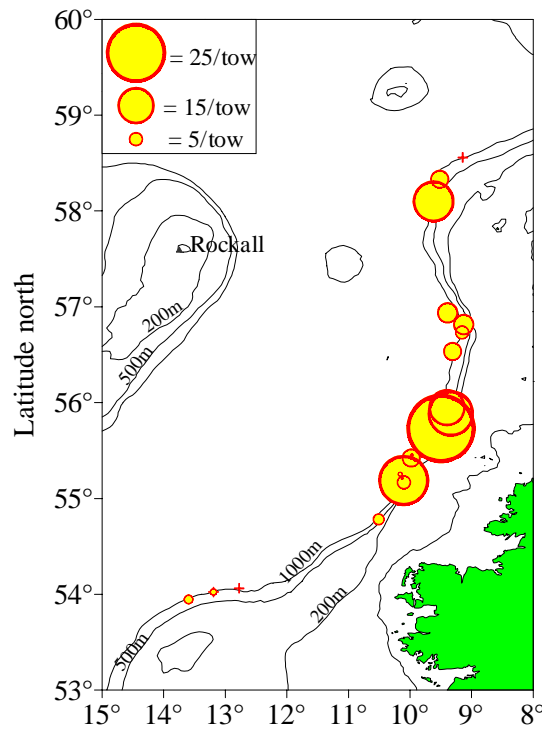 60°
= 25/tow
59°
= 15/tow
= 5/tow
58°
Rockall
57°
200m
500m
56°
55°
1000m
54°
200m
500m
53°
Latitude north
15° 14° 13° 12° 11° 10° 9° 8°